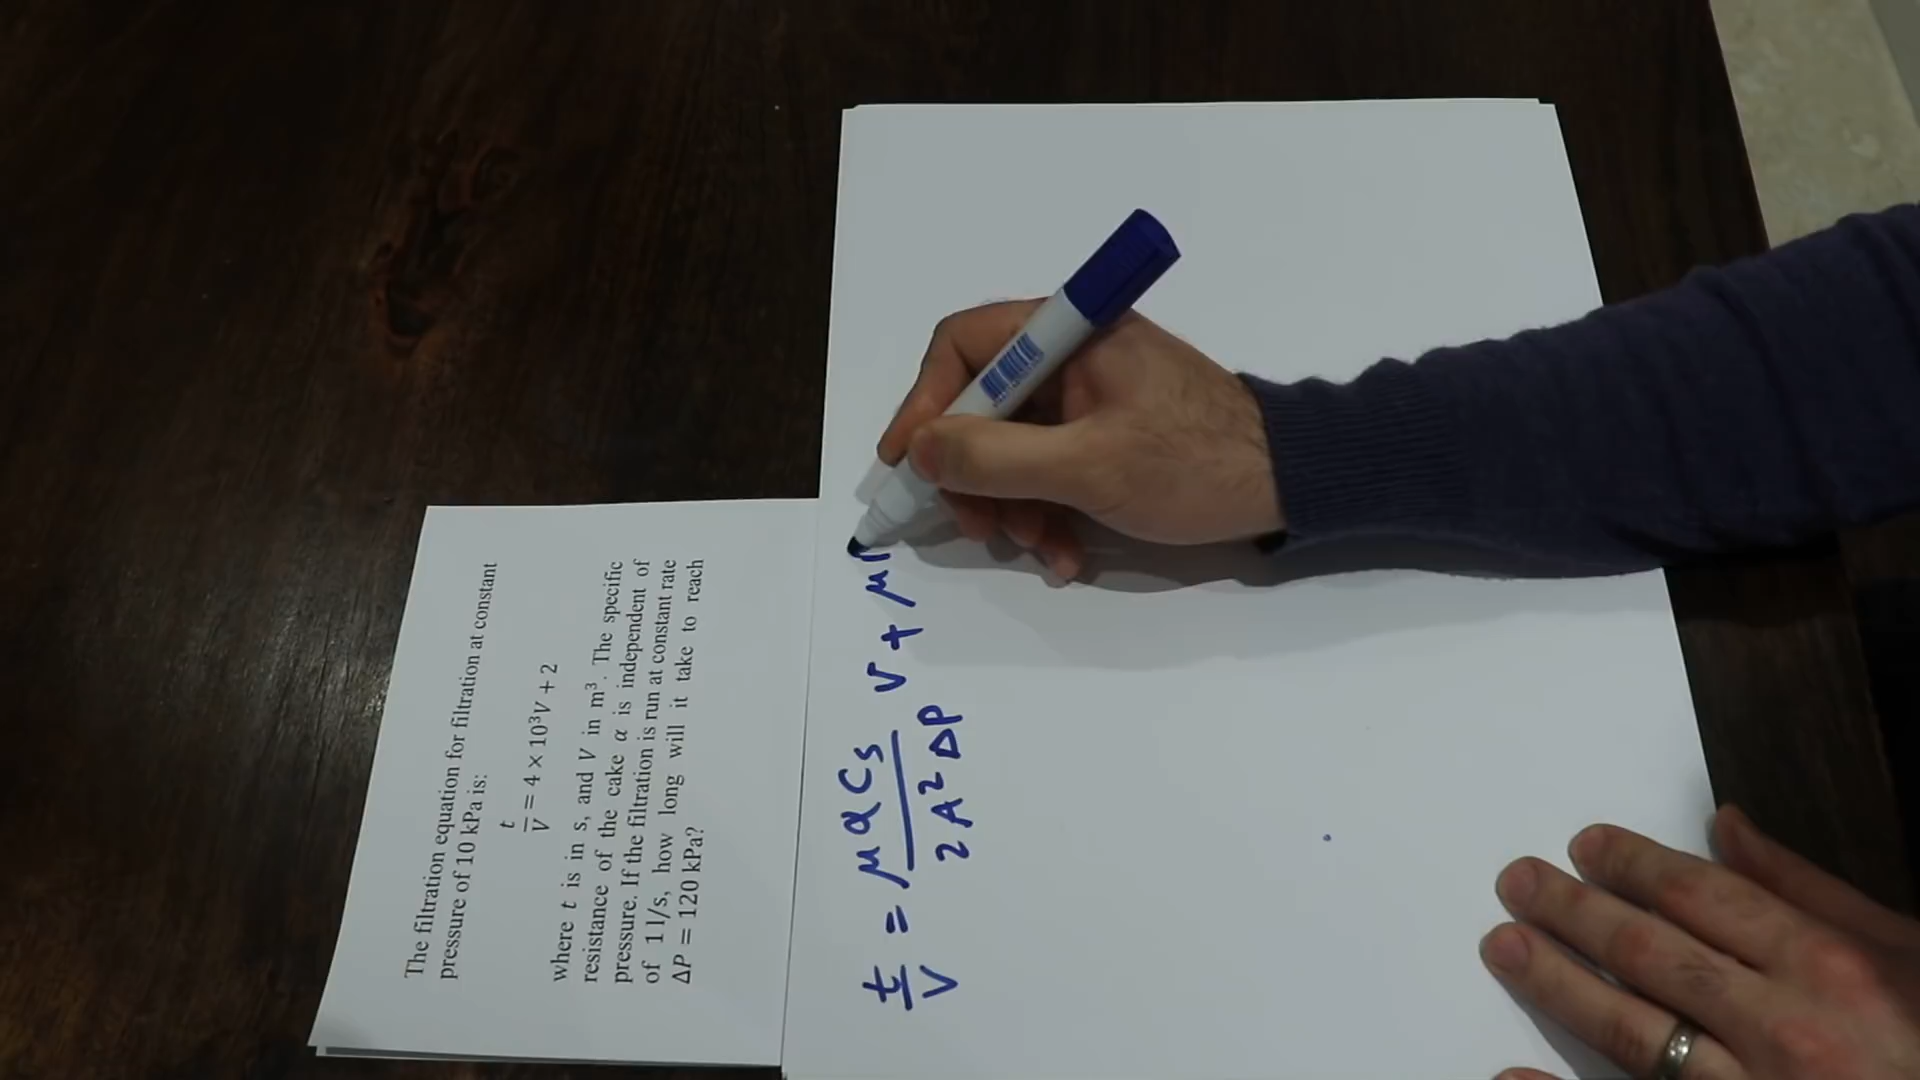 The filtration equation for filtration at constant
pressure of 10 kPa is:
t/V = 4 × 10³V + 2
where t is in s, and V in m³. The specific
resistance of the cake α is independent of
pressure. If the filtration is run at constant rate
of 1 l/s, how long will it take to reach
ΔP = 120 kPa?
t/V = μαCs/2A²ΔP V + μ